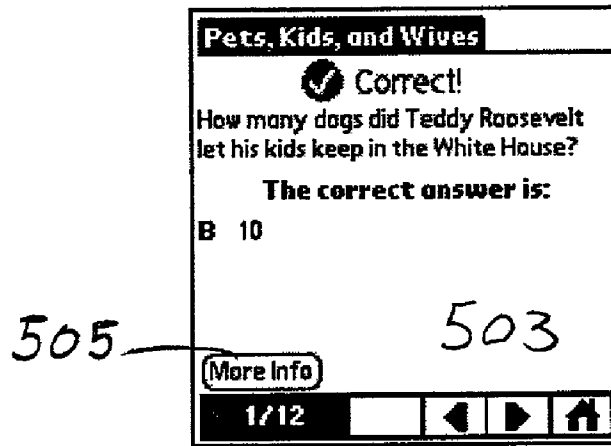 Pets, Kids, and Wives
Correct!
How many dogs did Teddy Roosevelt
let his kids keep in the White House?
The correct answer is:
B 10
505
503
More Info
1/12